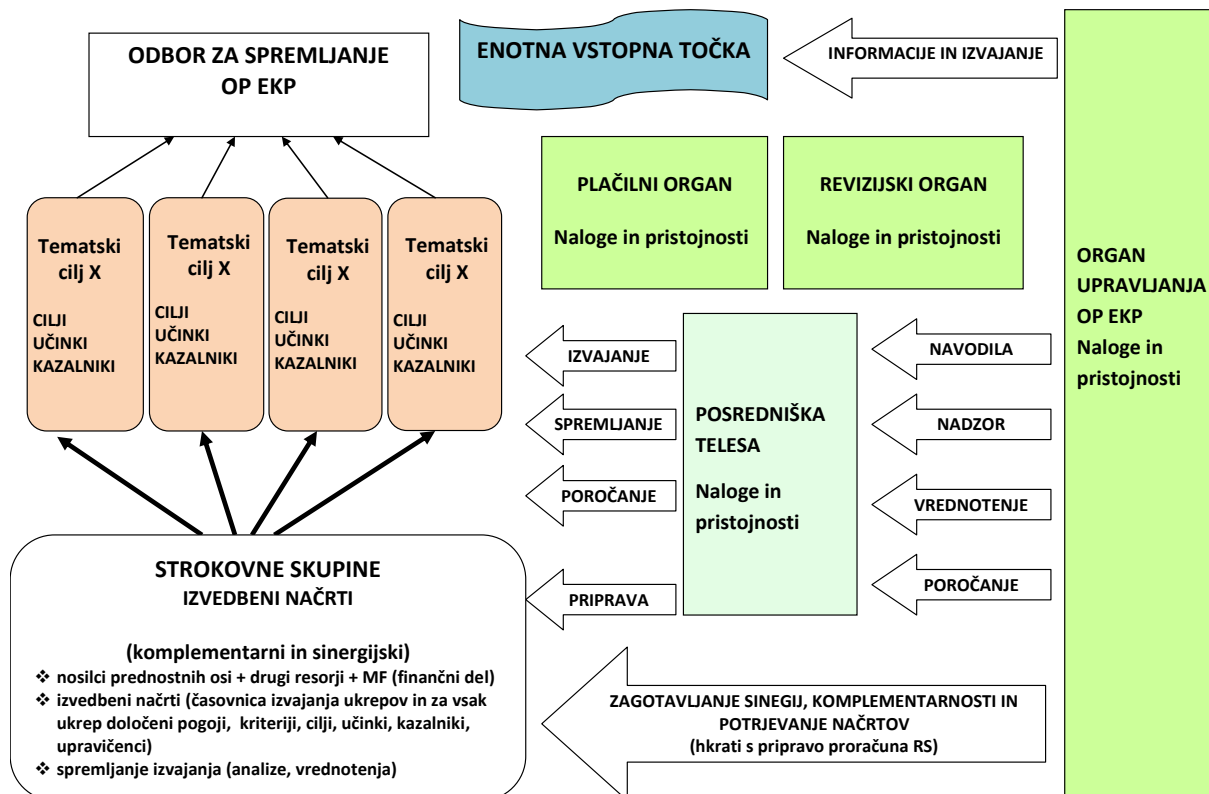 ODBOR ZA SPREMLJANJE
OP EKP
ENOTNA VSTOPNA TOČKA
INFORMACIJE IN IZVAJANJE
PLAČILNI ORGAN
Naloge in pristojnosti
REVIZIJSKI ORGAN
Naloge in pristojnosti
ORGAN
UPRAVLJANJA
OP EKP
Naloge in
pristojnosti
Tematski
cilj X
CILJI
UČINKI
KAZALNIKI
Tematski
cilj X
CILJI
UČINKI
KAZALNIKI
Tematski
cilj X
CILJI
UČINKI
KAZALNIKI
Tematski
cilj X
CILJI
UČINKI
KAZALNIKI
IZVAJANJE
SPREMLJANJE
POROČANJE
PRIPRAVA
POSREDNIŠKA
TELESA
Naloge in
pristojnosti
NAVODILA
NADZOR
VREDNOTENJE
POROČANJE
STROKOVNE SKUPINE
IZVEDBENI NAČRTI
(komplementarni in sinergijski)
❖ nosilci prednostnih osi + drugi resorji + MF (finančni del)
❖ izvedbeni načrti (časovnica izvajanja ukrepov in za vsak
ukrep določeni pogoji, kriteriji, cilji, učinki, kazalniki,
upravičenci)
❖ spremljanje izvajanja (analize, vrednotenja)
ZAGOTAVLJANJE SINEGIJ, KOMPLEMENTARNOSTI IN
POTRJEVANJE NAČRTOV
(hkrati s pripravo proračuna RS)